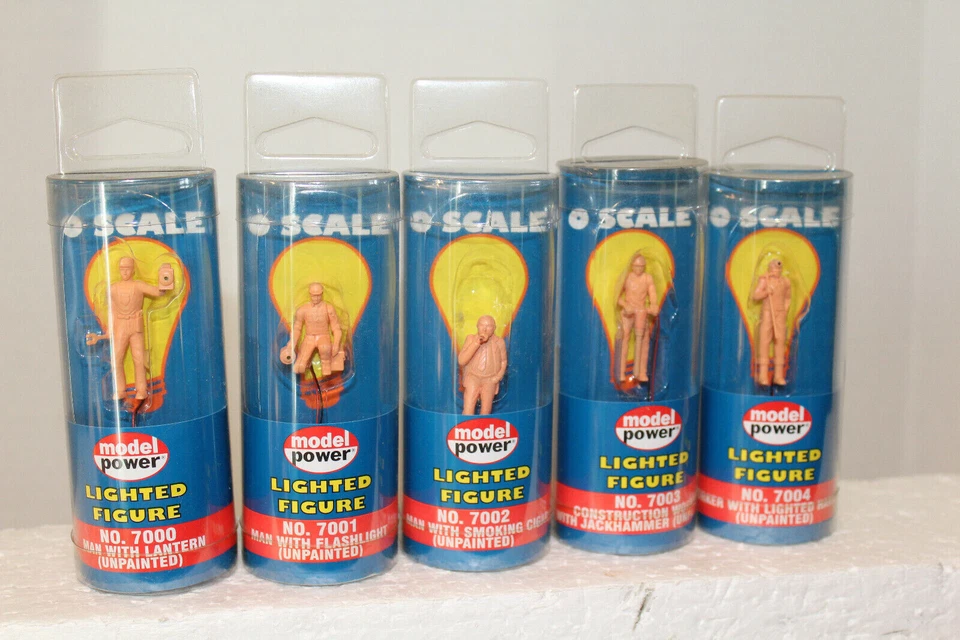 O SCALE
model
power
LIGHTED
FIGURE
NO. 7000
MAN WITH LANTERN
(UNPAINTED)
O SCALE
model
power
LIGHTED
FIGURE
NO. 7001
MAN WITH FLASHLIGHT
(UNPAINTED)
O SCALE
model
power
LIGHTED
FIGURE
NO. 7002
MAN WITH SMOKING
(UNPAINTED)
O SCALE
model
power
LIGHTED
FIGURE
NO. 7003
CONSTRUCTION
WITH JACKHAMMER
O SCALE
model
power
LIGHTED
FIGURE
NO. 7004
WITH LIGHTED
(UNPAINTED)